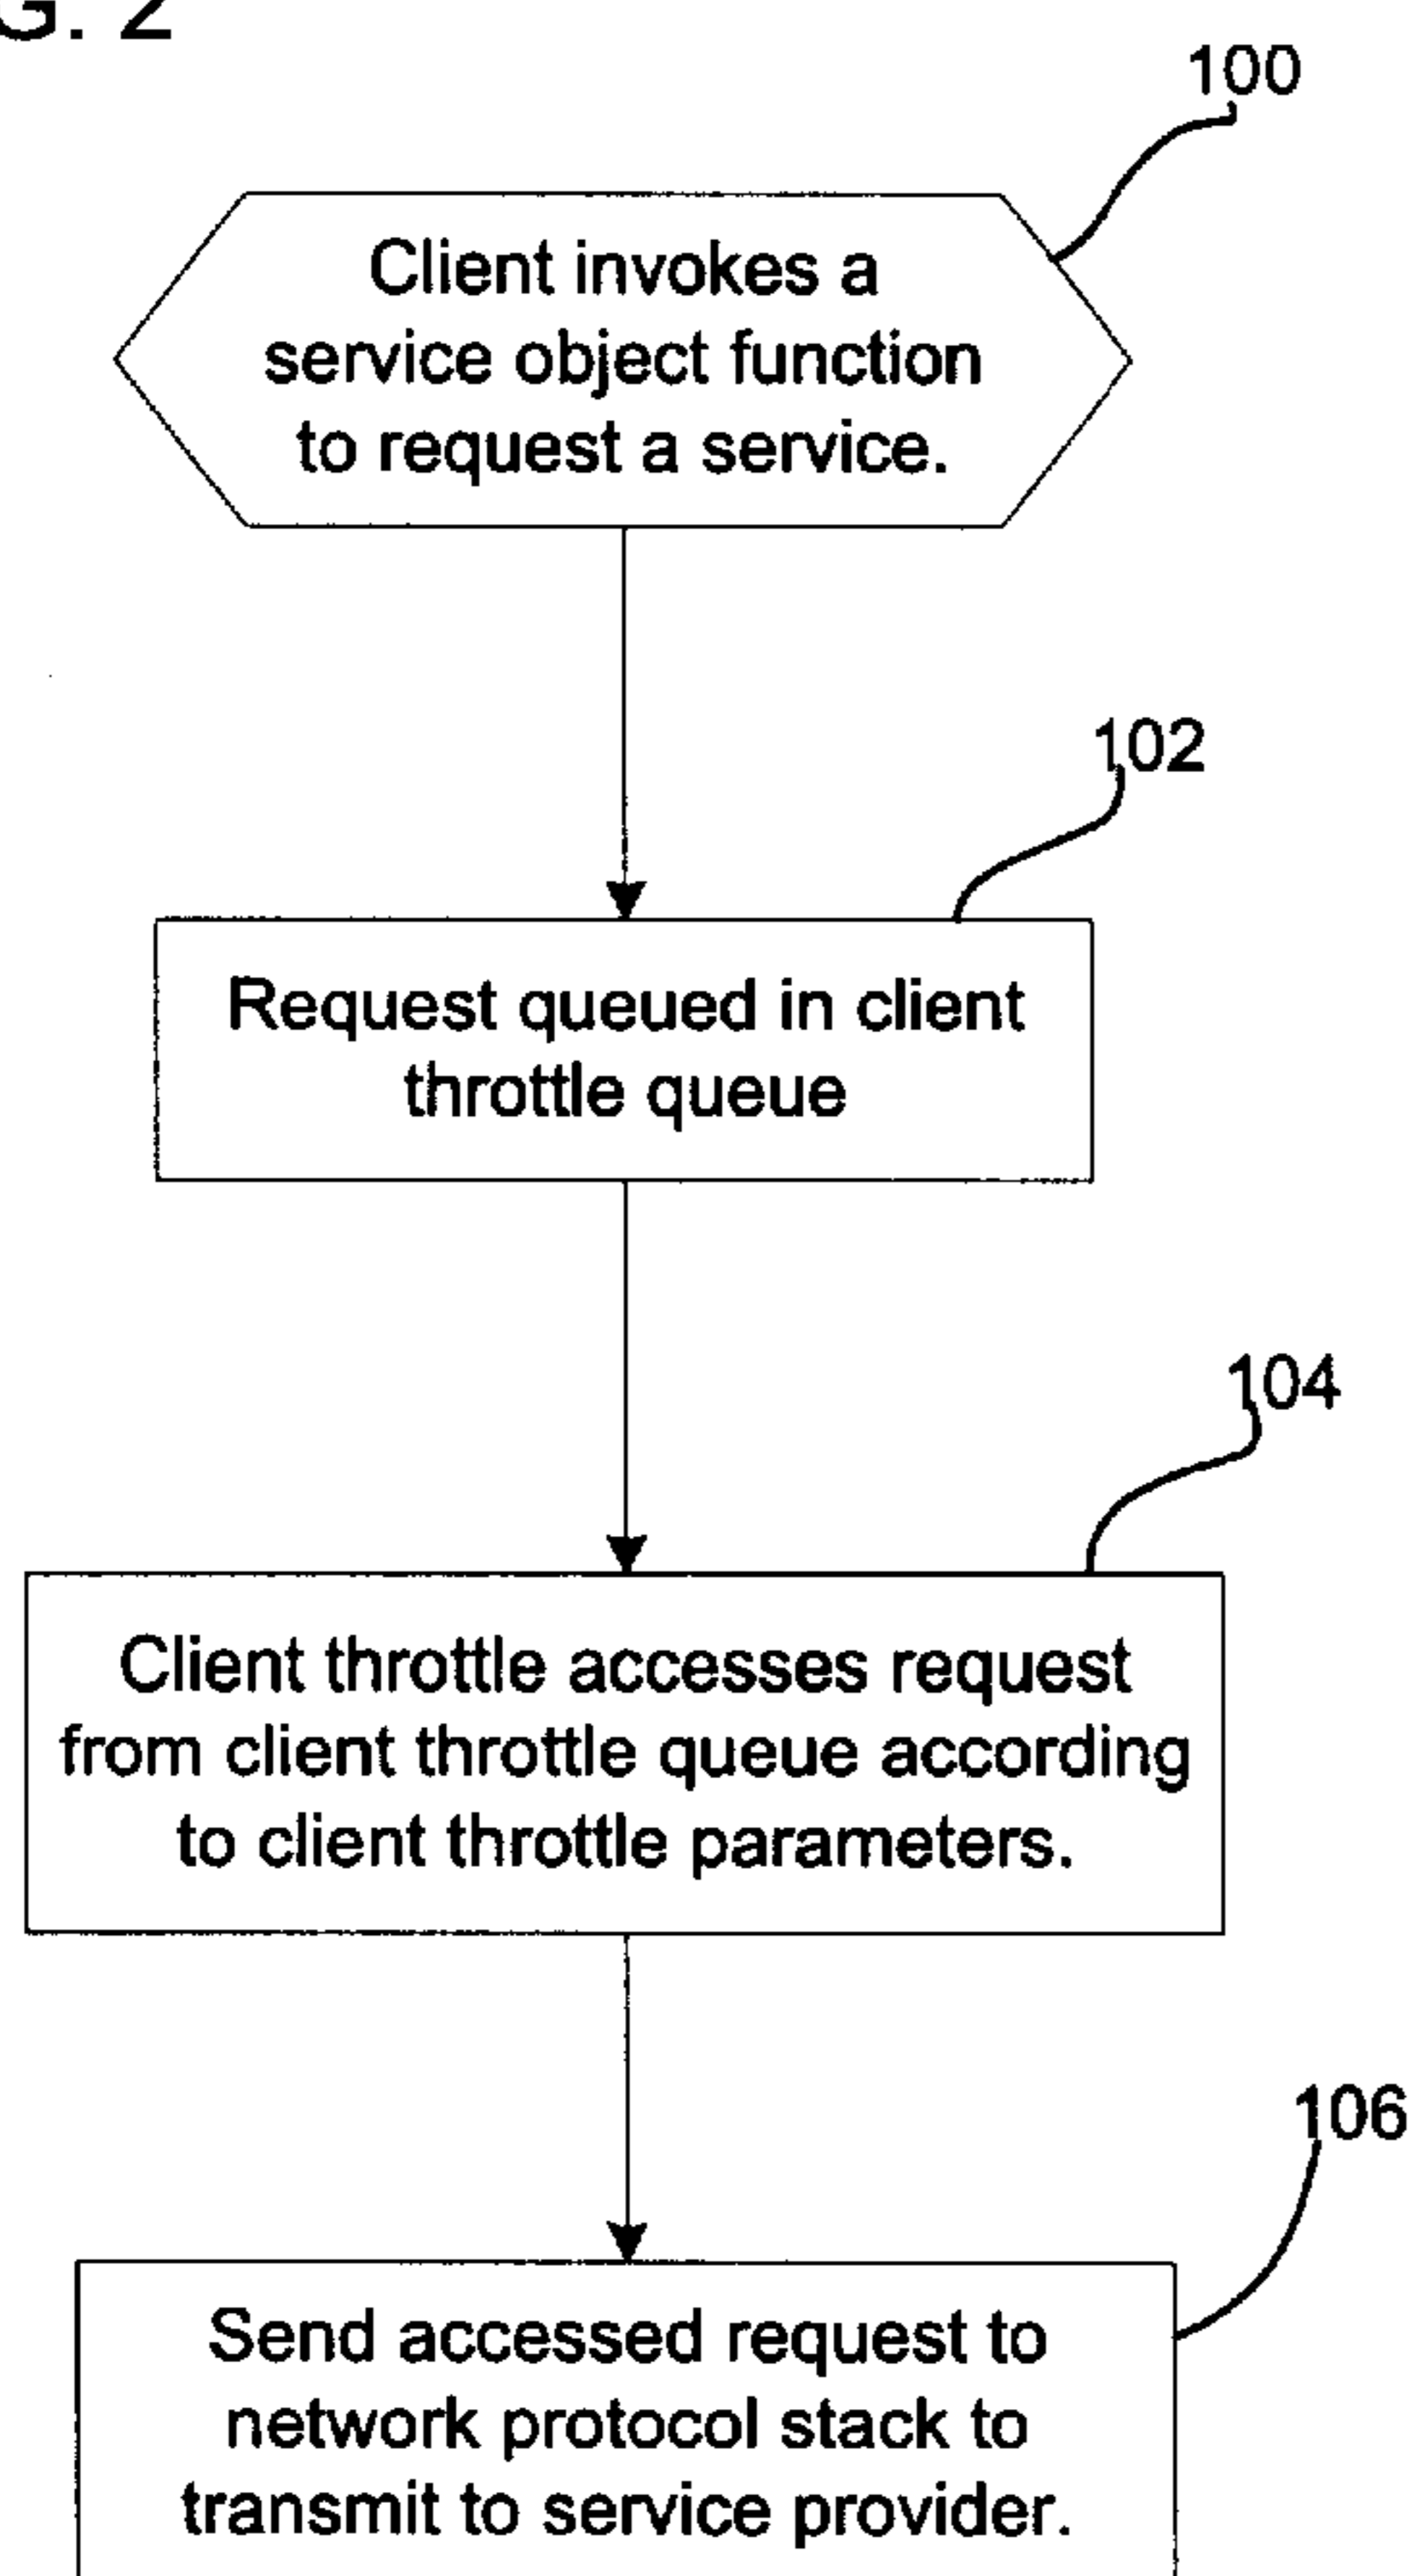 G. 2
100
Client invokes a
service object function
to request a service.
102
Request queued in client
throttle queue
104
Client throttle accesses request
from client throttle queue according
to client throttle parameters.
106
Send accessed request to
network protocol stack to
transmit to service provider.